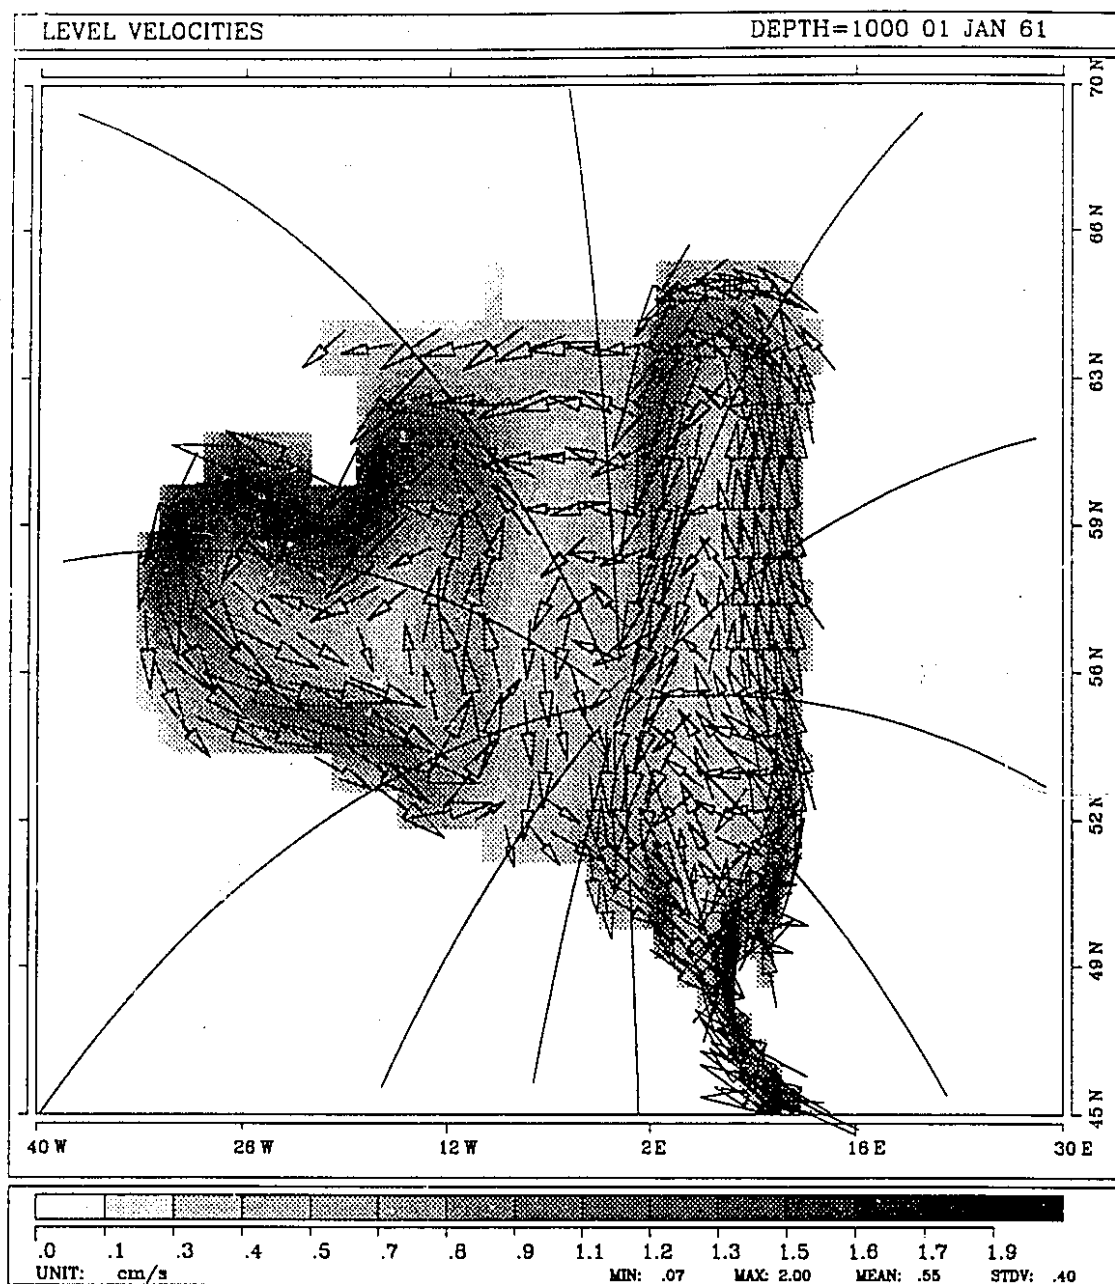 LEVEL VELOCITIES DEPTH=1000 01 JAN 61
70 N
66 N
63 N
59 N
56 N
52 N
49 N
45 N
40 W 26 W 12 W 2 E 16 E 30 E
.0 .1 .3 .4 .5 .7 .8 .9 1.1 1.2 1.3 1.5 1.6 1.7 1.9
UNIT: cm/s MIN: .07 MAX: 2.00 MEAN: .55 STDV: .40